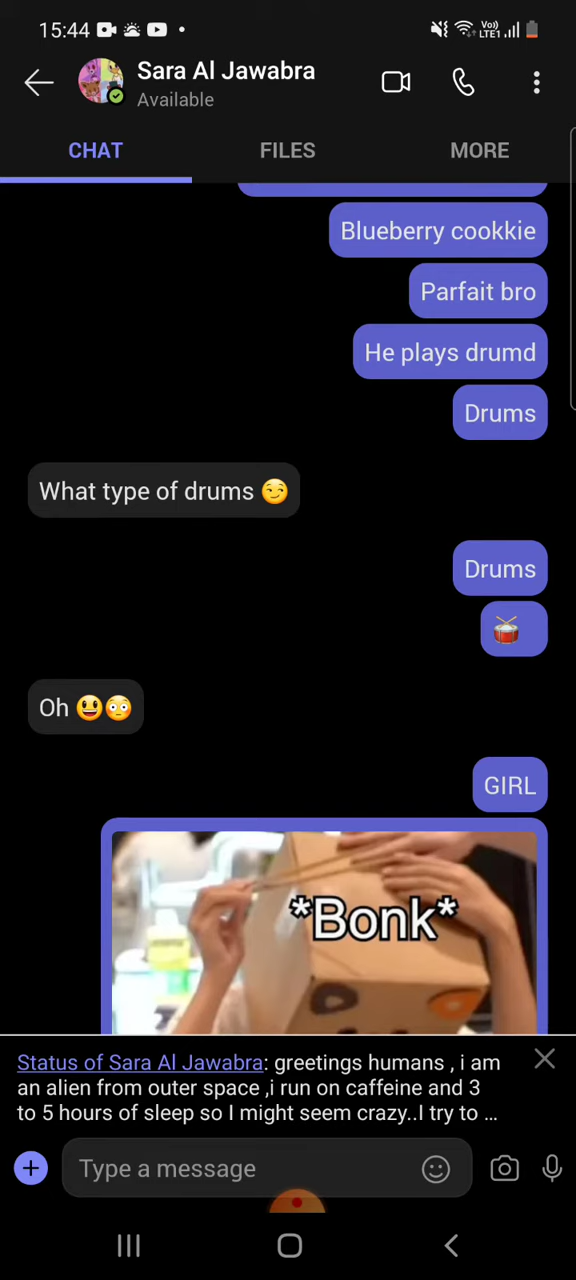 15:44
Vo) LTE1
Sara Al Jawabra
Available
CHAT FILES MORE
Blueberry cookkie
Parfait bro
He plays drumd
Drums
What type of drums 😏
Drums
🥁
Oh 😃😳
GIRL
*Bonk*
Status of Sara Al Jawabra: greetings humans , i am
an alien from outer space ,i run on caffeine and 3
to 5 hours of sleep so I might seem crazy..I try to ...
Type a message